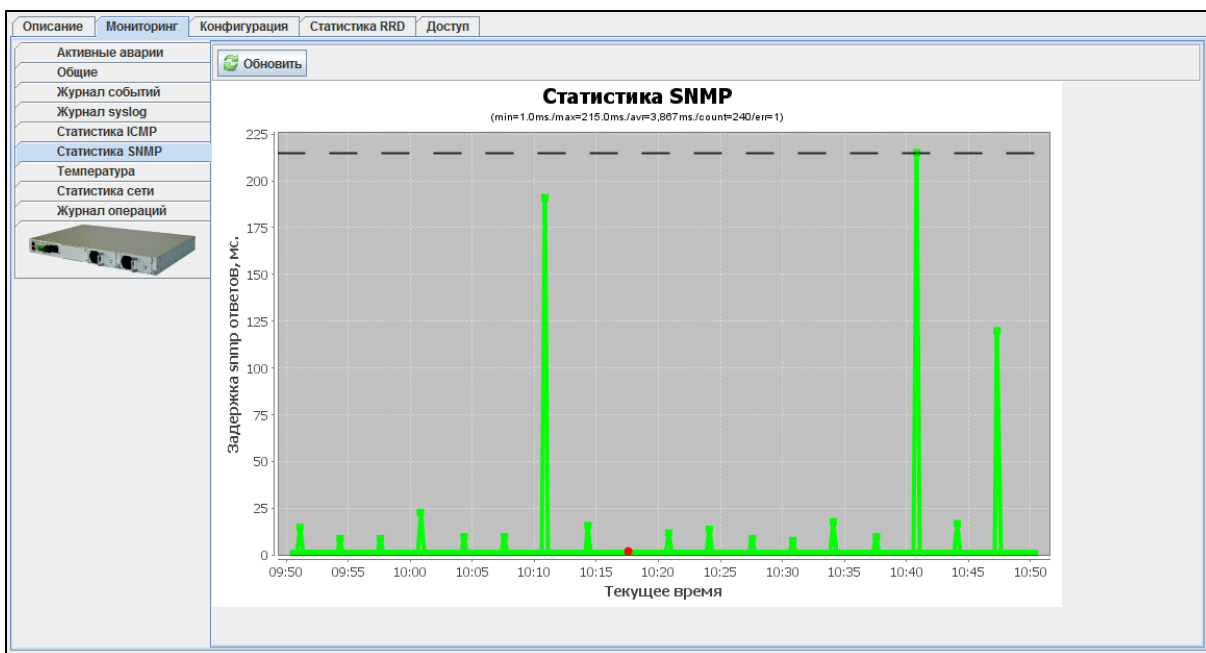 Описание Мониторинг Конфигурация Статистика RRD Доступ
Активные аварии
Общие
Журнал событий
Журнал syslog
Статистика ICMP
Статистика SNMP
Температура
Статистика сети
Журнал операций
Обновить
Статистика SNMP
(min=1.0ms./max=215.0ms./avr=3,867ms./count=240/err=1)
Задержка snmp ответов, мс.
225
200
175
150
125
100
75
50
25
0
09:50 09:55 10:00 10:05 10:10 10:15 10:20 10:25 10:30 10:35 10:40 10:45 10:50
Текущее время